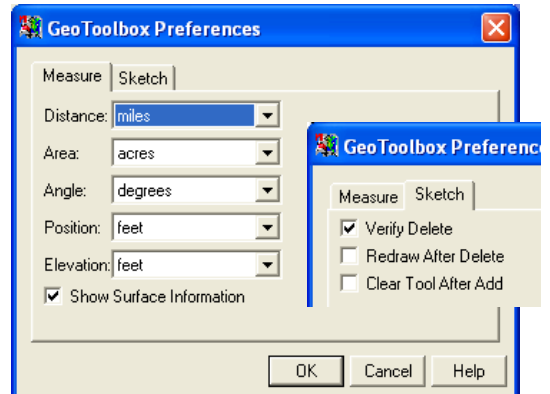 GeoToolbox Preferences
Measure Sketch
Distance: miles
Area: acres
Angle: degrees
Position: feet
Elevation: feet
Show Surface Information
OK Cancel Help
GeoToolbox Preferenc
Measure Sketch
Verify Delete
Redraw After Delete
Clear Tool After Add